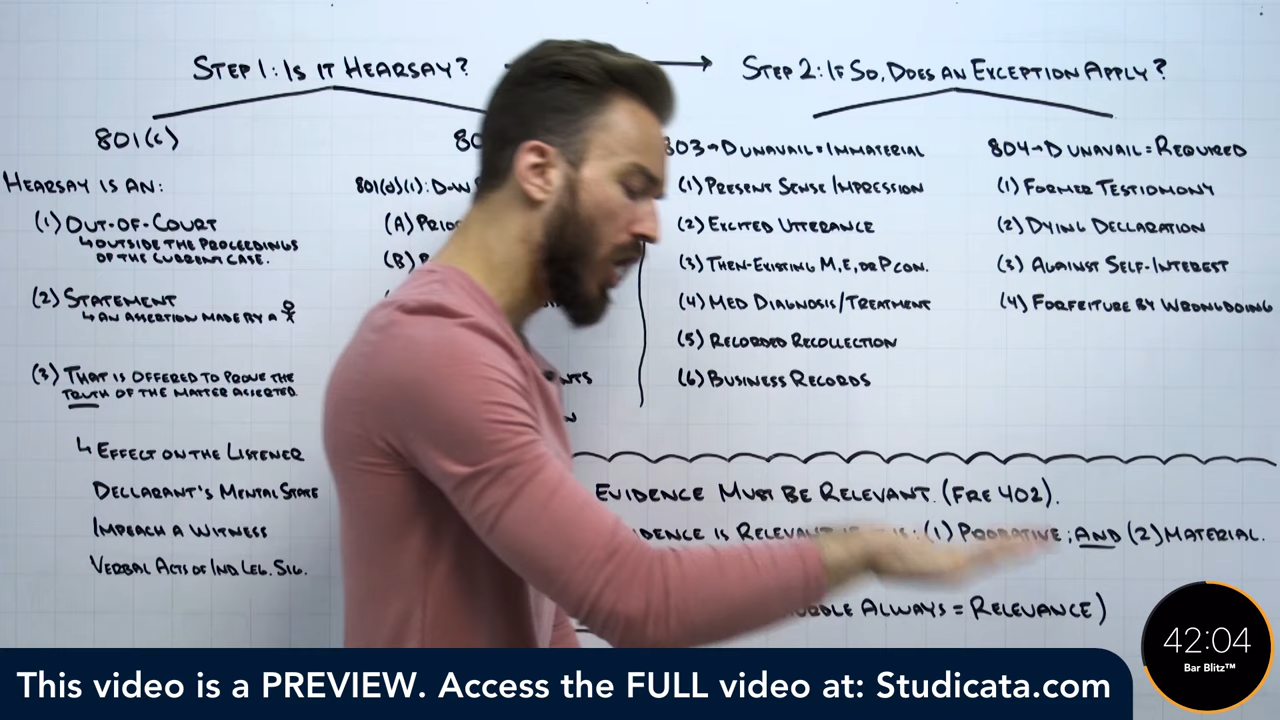 STEP 1: IS IT HEARSAY?
801(c)
HEARSAY IS AN:
(1) OUT-OF-COURT
↳ OUTSIDE THE PROCEEDINGS
OF THE CURRENT CASE.
(2) STATEMENT
↳ AN ASSERTION MADE BY A
(3) THAT IS OFFERED TO PROVE THE
TRUTH OF THE MATTER ASSERTED.
↳ EFFECT ON THE LISTENER
DECLARANT'S MENTAL STATE
IMPEACH A WITNESS
VERBAL ACTS OF IND LEG. SIG.
801(d)(1):
(A)
(B)
STEP 2: IF SO, DOES AN EXCEPTION APPLY?
803→D UNAVAIL=IMMATERIAL
(1) PRESENT SENSE IMPRESSION
(2) EXCITED UTTERANCE
(3) THEN-EXISTING M, E, OR P CON.
(4) MED DIAGNOSIS/TREATMENT
(5) RECORDED RECOLLECTION
(6) BUSINESS RECORDS
804→D UNAVAIL=REQUIRED
(1) FORMER TESTIOMONY
(2) DYING DECLARATION
(3) AGAINST SELF-INTEREST
(4) FORFEITURE BY WRONGDOING
EVIDENCE MUST BE RELEVANT. (FRE 402).
IS RELEVANT (1) PROBATIVE; AND (2) MATERIAL.
ALWAYS = RELEVANCE)
42:04
Bar Blitz™
This video is a PREVIEW. Access the FULL video at: Studicata.com